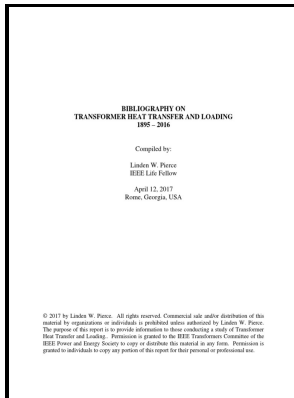 BIBLIOGRAPHY ON
TRANSFORMER HEAT TRANSFER AND LOADING
1895 – 2016
Compiled by:
Linden W. Pierce
IEEE Life Fellow
April 12, 2017
Rome, Georgia, USA
© 2017 by Linden W. Pierce. All rights reserved. Commercial sale and/or distribution of this
material by organizations or individuals is prohibited unless authorized by Linden W. Pierce.
The purpose of this report is to provide information to those conducting a study of Transformer
Heat Transfer and Loading.. Permission is granted to the IEEE Transformers Committee of the
IEEE Power and Energy Society to copy or distribute this material in any form. Permission is
granted to individuals to copy any portion of this report for their personal or professional use.